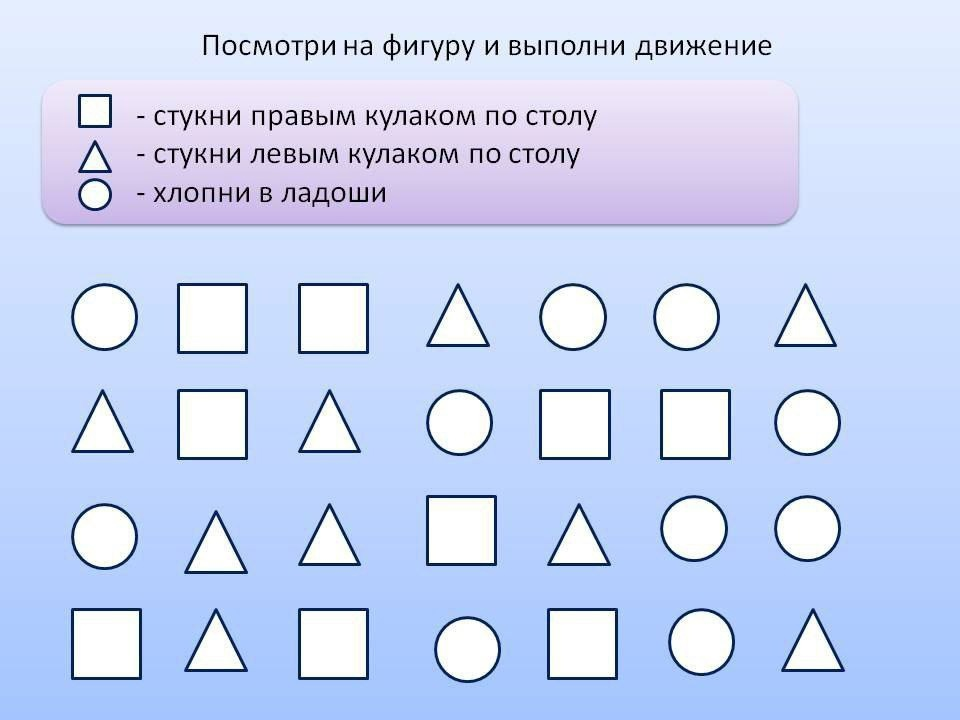 Посмотри на фигуру и выполни движение
- стукни правым кулаком по столу
- стукни левым кулаком по столу
- хлопни в ладоши